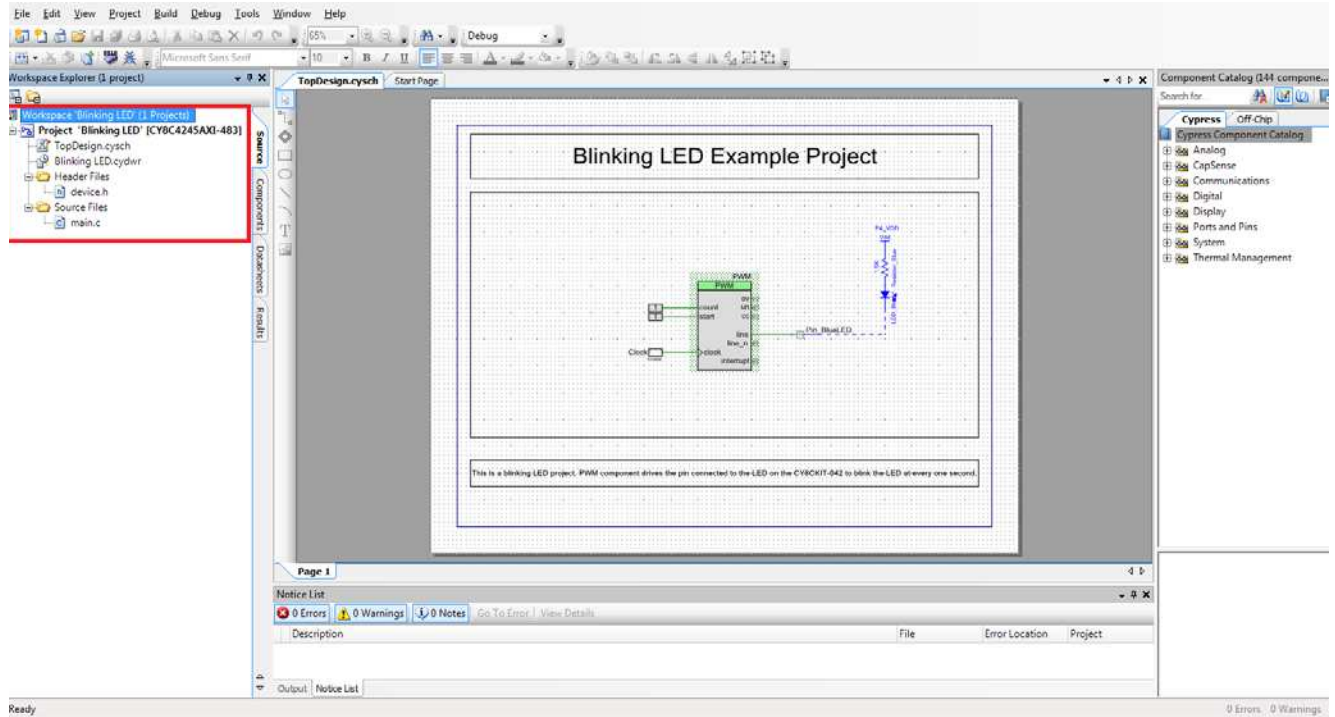 File Edit View Project Build Debug Tools Window Help
65% Debug
Microsoft Sans Serif 10 B I U A
Workspace Explorer (1 project)
TopDesign.cysch Start Page
Component Catalog (144 compone...
Search for
Workspace 'Blinking LED' (1 Projects)
Project 'Blinking LED' [CY8C4245AXI-483]
TopDesign.cysch
Blinking LED.cydwr
Header Files
device.h
Source Files
main.c
Source
Components
Datasheets
Results
T
Blinking LED Example Project
PWM
PWM
count
start
ov
un
cc
line
line_n
Clock
clock
interrupt
Pin_BlueLED
This is a blinking LED project. PWM component drives the pin connected to the LED on the CY8CKIT-042 to blink the LED at every one second.
Cypress Off-Chip
Cypress Component Catalog
Analog
CapSense
Communications
Digital
Display
Ports and Pins
System
Thermal Management
Page 1
Notice List
0 Errors 0 Warnings 0 Notes Go To Error View Details
Description File Error Location Project
Output Notice List
Ready 0 Errors 0 Warnings